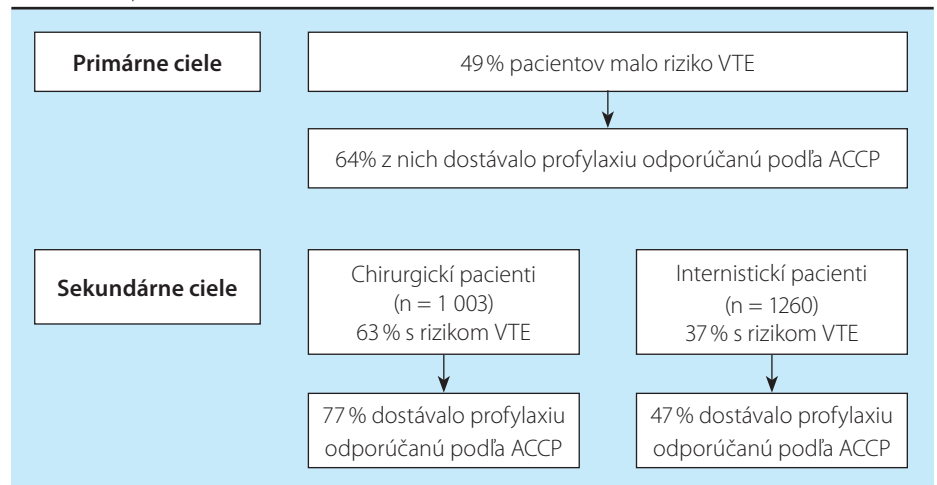 Primárne ciele
49 % pacientov malo riziko VTE
64% z nich dostávalo profylaxiu odporúčanú podľa ACCP
Sekundárne ciele
Chirurgickí pacienti
(n = 1 003)
63 % s rizikom VTE
Internistickí pacienti
(n = 1260)
37 % s rizikom VTE
77 % dostávalo profylaxiu
odporúčanú podľa ACCP
47 % dostávalo profylaxiu
odporúčanú podľa ACCP